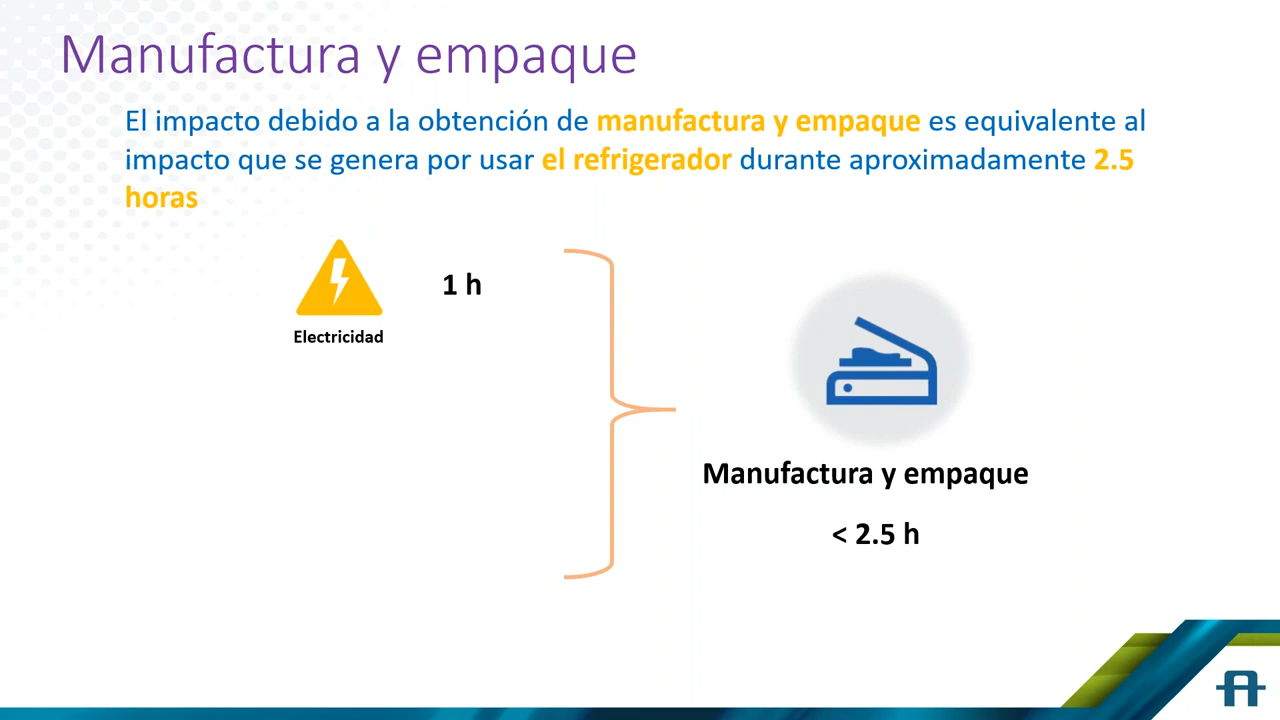 Manufactura y empaque
El impacto debido a la obtención de manufactura y empaque es equivalente al
impacto que se genera por usar el refrigerador durante aproximadamente 2.5
horas
1 h
Electricidad
Manufactura y empaque
< 2.5 h